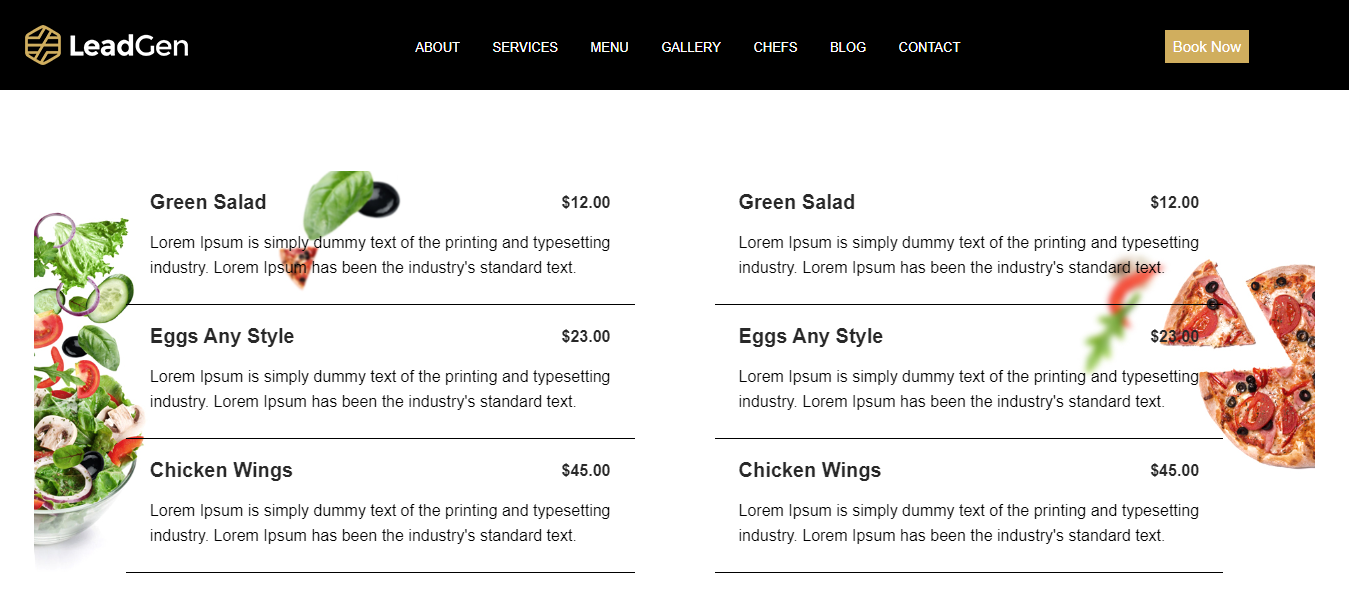 LeadGen
ABOUT SERVICES MENU GALLERY CHEFS BLOG CONTACT
Book Now
Green Salad $12.00
Lorem Ipsum is simply dummy text of the printing and typesetting
industry. Lorem Ipsum has been the industry's standard text.
Eggs Any Style $23.00
Lorem Ipsum is simply dummy text of the printing and typesetting
industry. Lorem Ipsum has been the industry's standard text.
Chicken Wings $45.00
Lorem Ipsum is simply dummy text of the printing and typesetting
industry. Lorem Ipsum has been the industry's standard text.
Green Salad $12.00
Lorem Ipsum is simply dummy text of the printing and typesetting
industry. Lorem Ipsum has been the industry's standard text.
Eggs Any Style $23.00
Lorem Ipsum is simply dummy text of the printing and typesetting
industry. Lorem Ipsum has been the industry's standard text.
Chicken Wings $45.00
Lorem Ipsum is simply dummy text of the printing and typesetting
industry. Lorem Ipsum has been the industry's standard text.